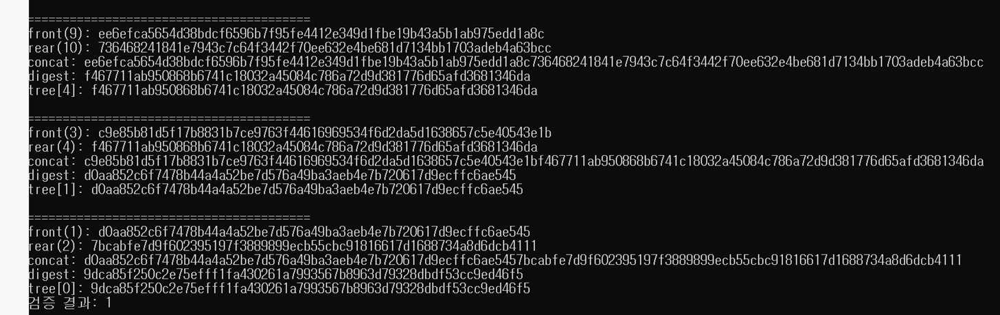 ========================================
front(9): ee6efca5654d38bdcf6596b7f95fe4412e349d1fbe19b43a5b1ab975edd1a8c
rear(10): 736468241841e7943c7c64f3442f70ee632e4be681d7134bb1703adeb4a63bcc
concat: ee6efca5654d38bdcf6596b7f95fe4412e349d1fbe19b43a5b1ab975edd1a8c736468241841e7943c7c64f3442f70ee632e4be681d7134bb1703adeb4a63bcc
digest: f467711ab950868b6741c18032a45084c786a72d9d381776d65afd3681346da
tree[4]: f467711ab950868b6741c18032a45084c786a72d9d381776d65afd3681346da
========================================
front(3): c9e85b81d5f17b8831b7ce9763f44616969534f6d2da5d1638657c5e40543e1b
rear(4): f467711ab950868b6741c18032a45084c786a72d9d381776d65afd3681346da
concat: c9e85b81d5f17b8831b7ce9763f44616969534f6d2da5d1638657c5e40543e1bf467711ab950868b6741c18032a45084c786a72d9d381776d65afd3681346da
digest: d0aa852c6f7478b44a4a52be7d576a49ba3aeb4e7b720617d9ecffc6ae545
tree[1]: d0aa852c6f7478b44a4a52be7d576a49ba3aeb4e7b720617d9ecffc6ae545
========================================
front(1): d0aa852c6f7478b44a4a52be7d576a49ba3aeb4e7b720617d9ecffc6ae545
rear(2): 7bcabfe7d9f602395197f3889899ecb55cbc91816617d1688734a8d6dcb4111
concat: d0aa852c6f7478b44a4a52be7d576a49ba3aeb4e7b720617d9ecffc6ae5457bcabfe7d9f602395197f3889899ecb55cbc91816617d1688734a8d6dcb4111
digest: 9dca85f250c2e75efff1fa430261a7993567b8963d79328dbdf53cc9ed46f5
tree[0]: 9dca85f250c2e75efff1fa430261a7993567b8963d79328dbdf53cc9ed46f5
검증 결과: 1